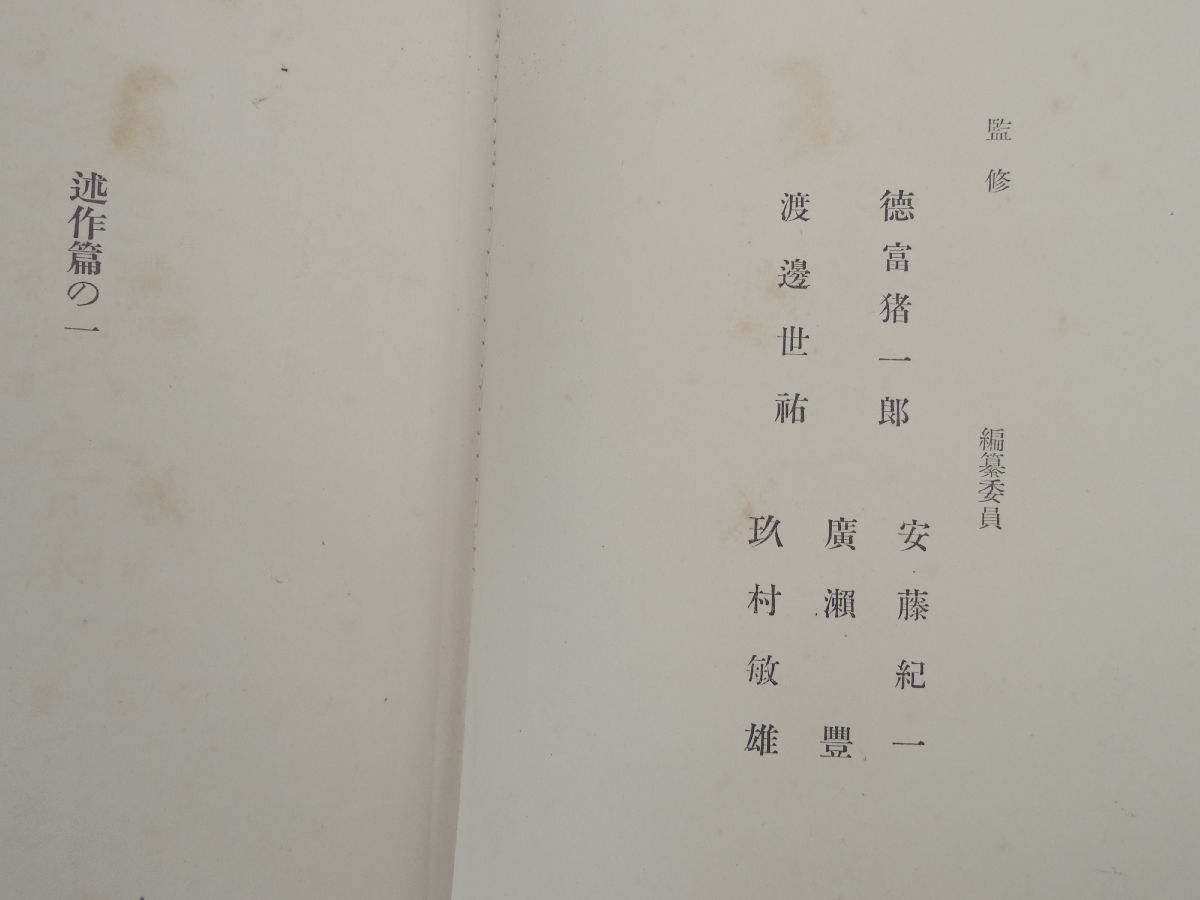 監修
德富猪一郎
渡邊世祐
編纂委員
安藤紀一
廣瀨豐
玖村敏雄
述作篇の一